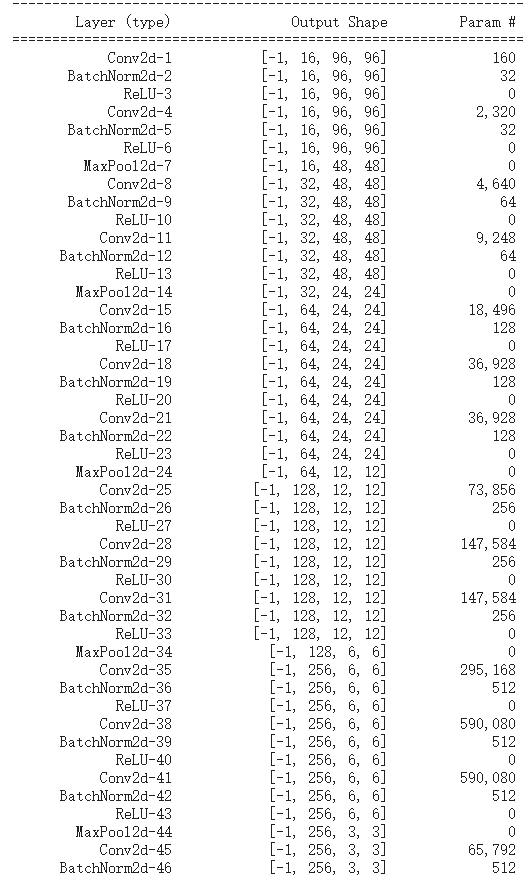 ----------------------------------------------------------------
Layer (type) Output Shape Param #
================================================================
Conv2d-1 [-1, 16, 96, 96] 160
BatchNorm2d-2 [-1, 16, 96, 96] 32
ReLU-3 [-1, 16, 96, 96] 0
Conv2d-4 [-1, 16, 96, 96] 2,320
BatchNorm2d-5 [-1, 16, 96, 96] 32
ReLU-6 [-1, 16, 96, 96] 0
MaxPool2d-7 [-1, 16, 48, 48] 0
Conv2d-8 [-1, 32, 48, 48] 4,640
BatchNorm2d-9 [-1, 32, 48, 48] 64
ReLU-10 [-1, 32, 48, 48] 0
Conv2d-11 [-1, 32, 48, 48] 9,248
BatchNorm2d-12 [-1, 32, 48, 48] 64
ReLU-13 [-1, 32, 48, 48] 0
MaxPool2d-14 [-1, 32, 24, 24] 0
Conv2d-15 [-1, 64, 24, 24] 18,496
BatchNorm2d-16 [-1, 64, 24, 24] 128
ReLU-17 [-1, 64, 24, 24] 0
Conv2d-18 [-1, 64, 24, 24] 36,928
BatchNorm2d-19 [-1, 64, 24, 24] 128
ReLU-20 [-1, 64, 24, 24] 0
Conv2d-21 [-1, 64, 24, 24] 36,928
BatchNorm2d-22 [-1, 64, 24, 24] 128
ReLU-23 [-1, 64, 24, 24] 0
MaxPool2d-24 [-1, 64, 12, 12] 0
Conv2d-25 [-1, 128, 12, 12] 73,856
BatchNorm2d-26 [-1, 128, 12, 12] 256
ReLU-27 [-1, 128, 12, 12] 0
Conv2d-28 [-1, 128, 12, 12] 147,584
BatchNorm2d-29 [-1, 128, 12, 12] 256
ReLU-30 [-1, 128, 12, 12] 0
Conv2d-31 [-1, 128, 12, 12] 147,584
BatchNorm2d-32 [-1, 128, 12, 12] 256
ReLU-33 [-1, 128, 12, 12] 0
MaxPool2d-34 [-1, 128, 6, 6] 0
Conv2d-35 [-1, 256, 6, 6] 295,168
BatchNorm2d-36 [-1, 256, 6, 6] 512
ReLU-37 [-1, 256, 6, 6] 0
Conv2d-38 [-1, 256, 6, 6] 590,080
BatchNorm2d-39 [-1, 256, 6, 6] 512
ReLU-40 [-1, 256, 6, 6] 0
Conv2d-41 [-1, 256, 6, 6] 590,080
BatchNorm2d-42 [-1, 256, 6, 6] 512
ReLU-43 [-1, 256, 6, 6] 0
MaxPool2d-44 [-1, 256, 3, 3] 0
Conv2d-45 [-1, 256, 3, 3] 65,792
BatchNorm2d-46 [-1, 256, 3, 3] 512